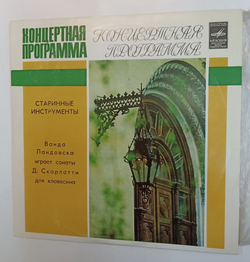 КОНЦЕРТНАЯ
ПРОГРАММА
КОНЦЕРТНАЯ
ПРОГРАММА
СТАРИННЫЕ
ИНСТРУМЕНТЫ
Ванда
Ландовска
играет сонаты
Д. Скарлатти
для клавесина